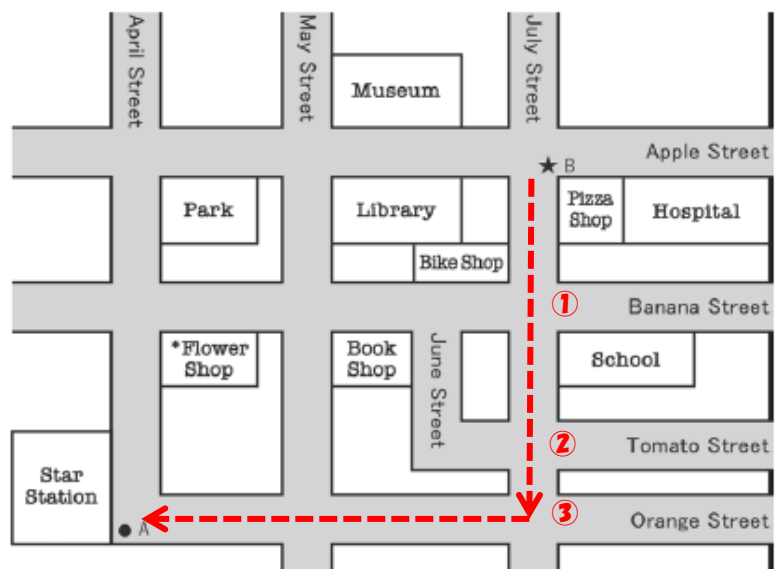 April Street
May Street
July Street
Museum
Apple Street
★ B
Park
Library
Pizza
Shop
Hospital
Bike Shop
①
Banana Street
*Flower
Shop
Book
Shop
June Street
School
②
Tomato Street
Star
Station
③
● A
Orange Street